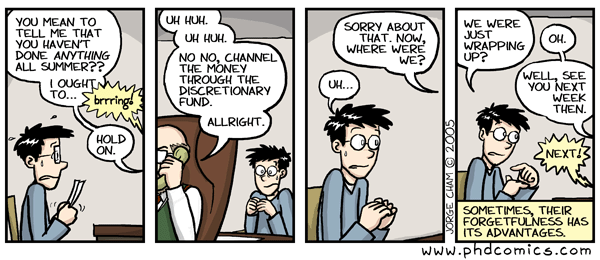 YOU MEAN TO
TELL ME THAT
YOU HAVEN'T
DONE ANYTHING
ALL SUMMER??
I OUGHT
TO...
brrring!
HOLD
ON.
UH HUH.
UH HUH.
NO NO, CHANNEL
THE MONEY
THROUGH THE
DISCRETIONARY
FUND.
ALLRIGHT.
SORRY ABOUT
THAT. NOW,
WHERE WERE
WE?
UH...
JORGE CHAM © 2005
WE WERE
JUST
WRAPPING
UP?
OH.
WELL, SEE
YOU NEXT
WEEK
THEN.
NEXT!
SOMETIMES, THEIR
FORGETFULNESS HAS
ITS ADVANTAGES.
www.phdcomics.com